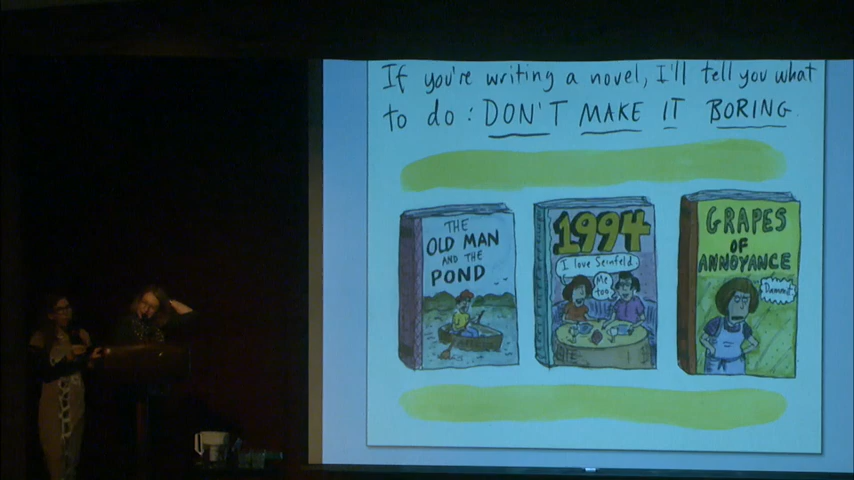 If you're writing a novel, I'll tell you what
to do: DON'T MAKE IT BORING.
THE
OLD MAN
AND THE
POND
1994
I love Seinfeld.
Me
too.
GRAPES
OF
ANNOYANCE
Dammit